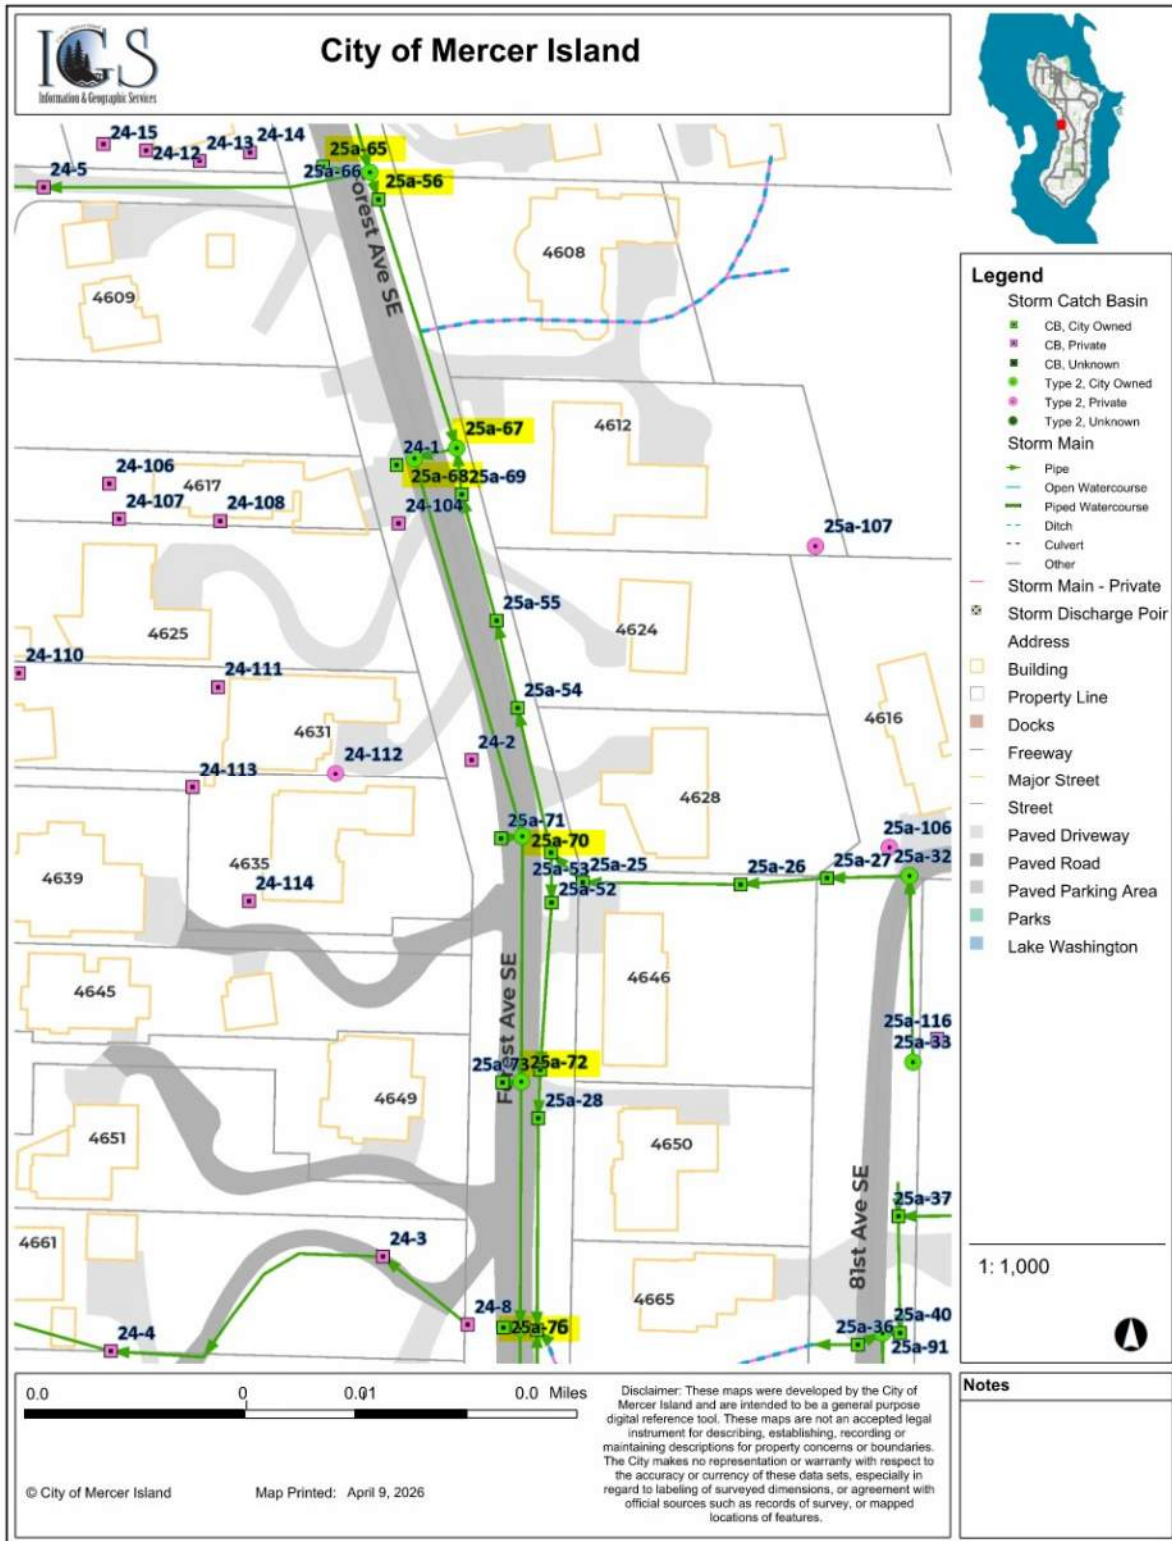 IGS
Information & Geographic Services
City of Mercer Island
24-15
24-12
24-13
24-14
24-5
25a-65
25a-66
25a-56
Forest Ave SE
4608
4609
24-1
25a-67
4612
25a-68
25a-69
24-106
4617
24-107
24-108
24-104
25a-107
25a-55
4625
4624
24-110
24-111
25a-54
4616
4631
24-2
24-112
24-113
4628
25a-71
25a-70
25a-106
4635
4639
25a-53
25a-25
25a-26
25a-27
25a-32
24-114
25a-52
Forest Ave SE
4645
4646
25a-116
25a-33
25a-73
25a-72
4649
25a-28
4651
4650
81st Ave SE
25a-37
4661
24-3
4665
24-8
25a-76
24-4
25a-36
25a-40
25a-91
Legend
Storm Catch Basin
CB, City Owned
CB, Private
CB, Unknown
Type 2, City Owned
Type 2, Private
Type 2, Unknown
Storm Main
Pipe
Open Watercourse
Piped Watercourse
Ditch
Culvert
Other
Storm Main - Private
Storm Discharge Poir
Address
Building
Property Line
Docks
Freeway
Major Street
Street
Paved Driveway
Paved Road
Paved Parking Area
Parks
Lake Washington
1: 1,000
0.0 0 0.01 0.0 Miles
© City of Mercer Island Map Printed: April 9, 2026
Disclaimer: These maps were developed by the City of
Mercer Island and are intended to be a general purpose
digital reference tool. These maps are not an accepted legal
instrument for describing, establishing, recording or
maintaining descriptions for property concerns or boundaries.
The City makes no representation or warranty with respect to
the accuracy or currency of these data sets, especially in
regard to labeling of surveyed dimensions, or agreement with
official sources such as records of survey, or mapped
locations of features.
Notes